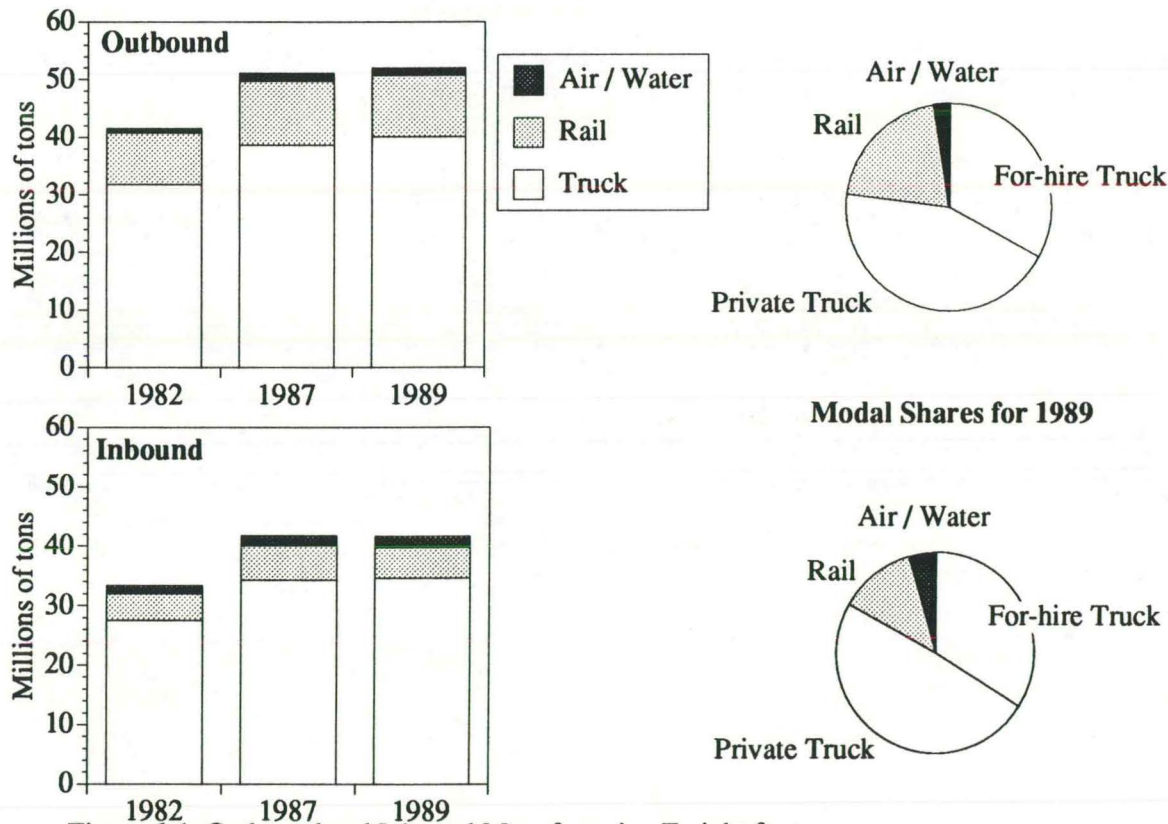 60
50
40
30
20
10
0
Millions of tons
Outbound
1982 1987 1989
Air / Water
Rail
Truck
Air / Water
Rail
For-hire Truck
Private Truck
Modal Shares for 1989
60
50
40
30
20
10
0
Millions of tons
Inbound
1982 1987 1989
Air / Water
Rail
For-hire Truck
Private Truck